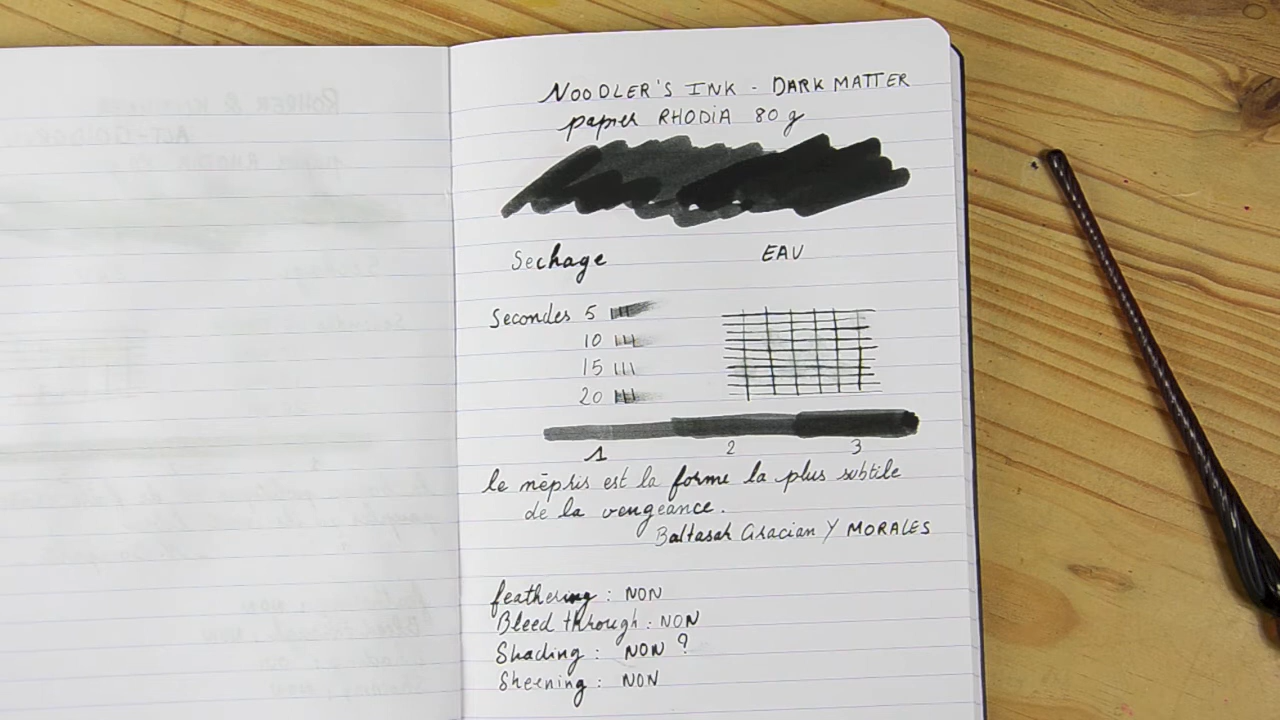 NOODLER'S INK - DARK MATTER
papier RHODIA 80 g
Sechage EAU
Secondes 5
10
15
20
1 2 3
le mépris est la forme la plus subtile
de la vengeance.
Baltasar Gracian Y MORALES
feathering : NON
Bleed through : NON
Shading : NON ?
Sheening : NON